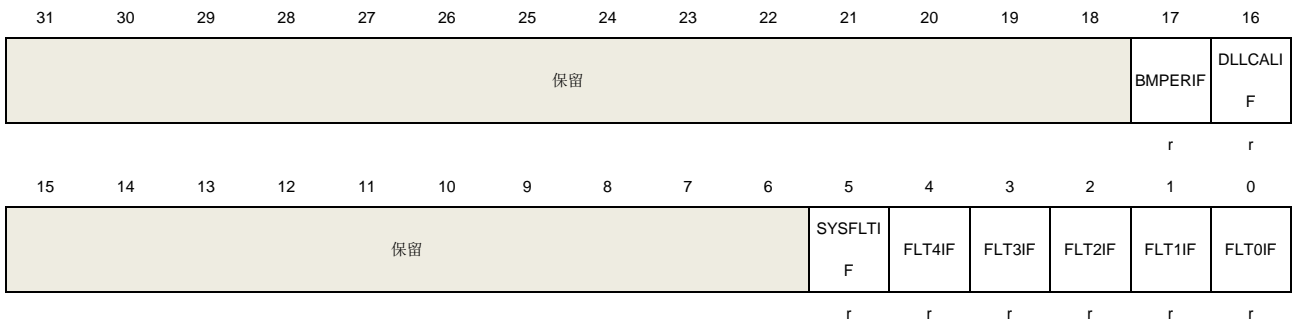 31 30 29 28 27 26 25 24 23 22 21 20 19 18 17 16
保留 BMPERIF DLLCALI
F
r r
15 14 13 12 11 10 9 8 7 6 5 4 3 2 1 0
保留 SYSFLTI
F FLT4IF FLT3IF FLT2IF FLT1IF FLT0IF
r r r r r r